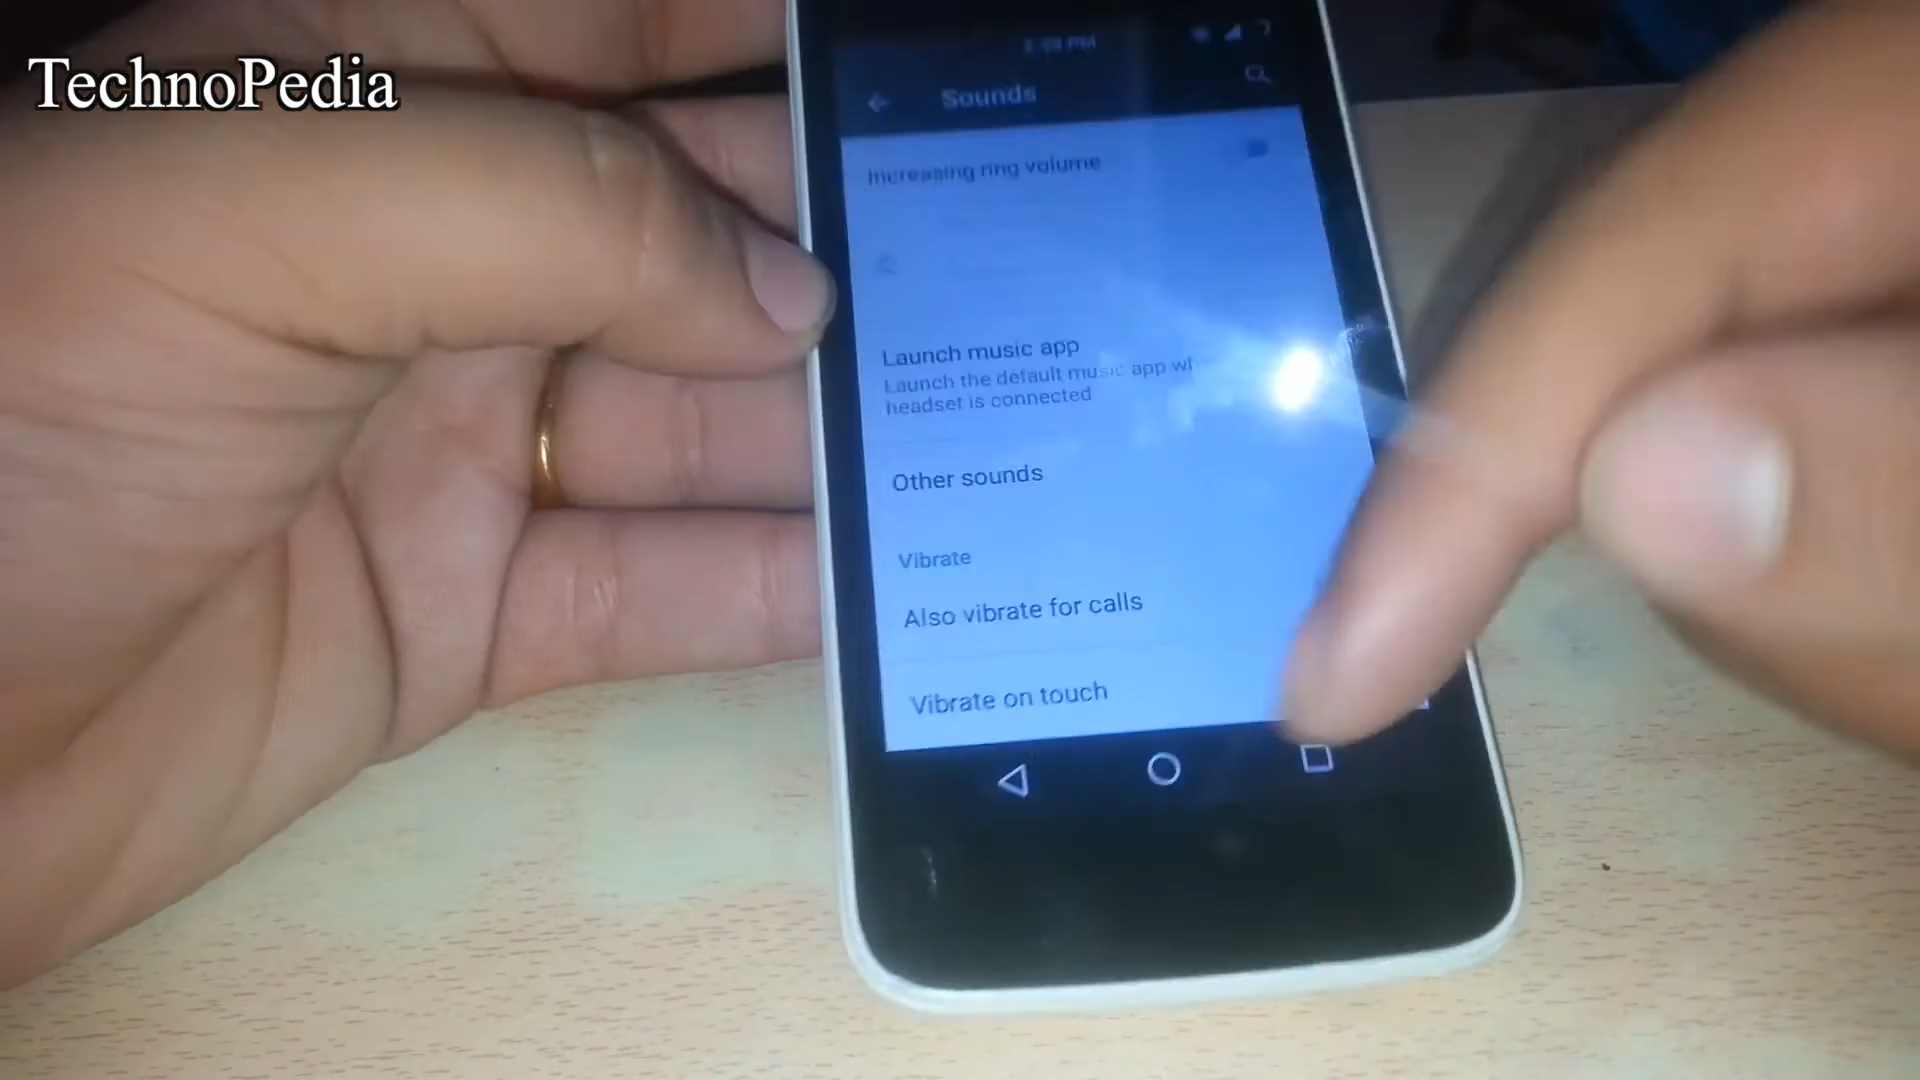 TechnoPedia
Sounds
Increasing ring volume
Launch music app
Launch the default music app
headset is connected
Other sounds
Vibrate
Also vibrate for calls
Vibrate on touch